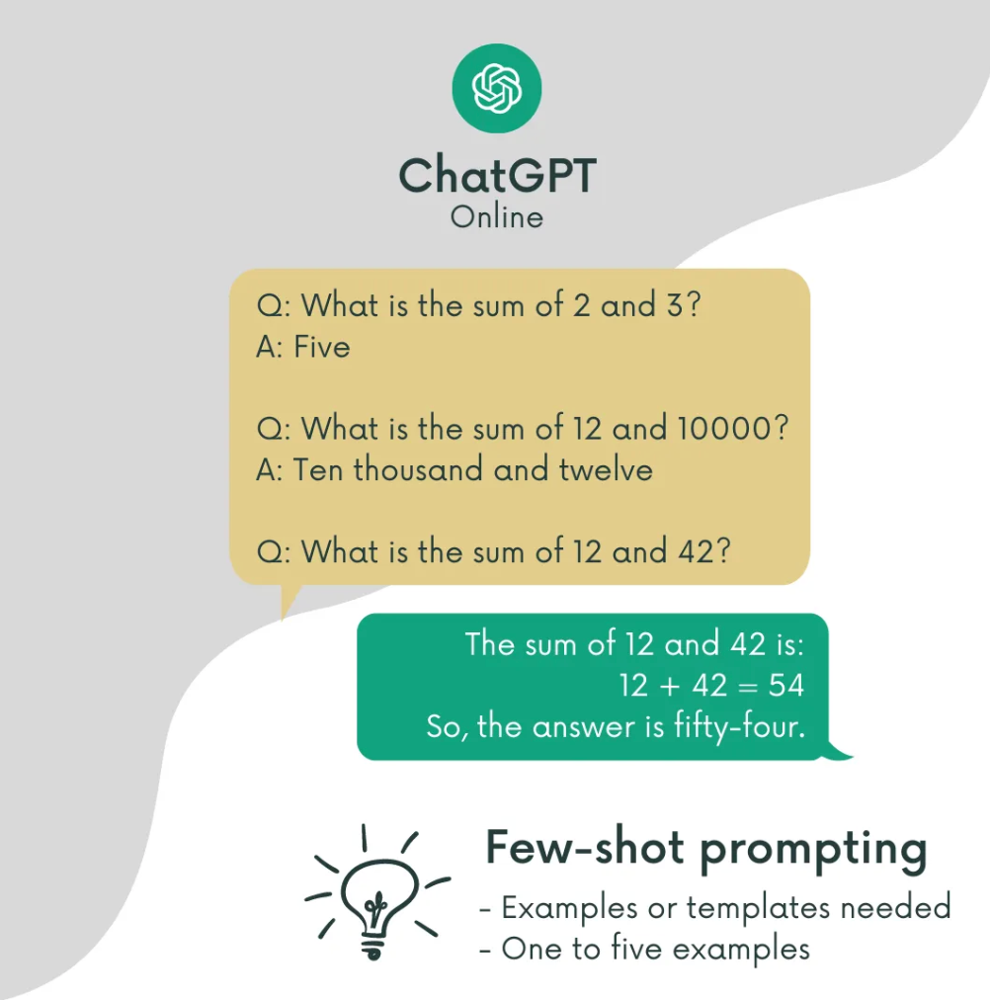 ChatGPT
Online
Q: What is the sum of 2 and 3?
A: Five
Q: What is the sum of 12 and 10000?
A: Ten thousand and twelve
Q: What is the sum of 12 and 42?
The sum of 12 and 42 is:
12 + 42 = 54
So, the answer is fifty-four.
Few-shot prompting
- Examples or templates needed
- One to five examples